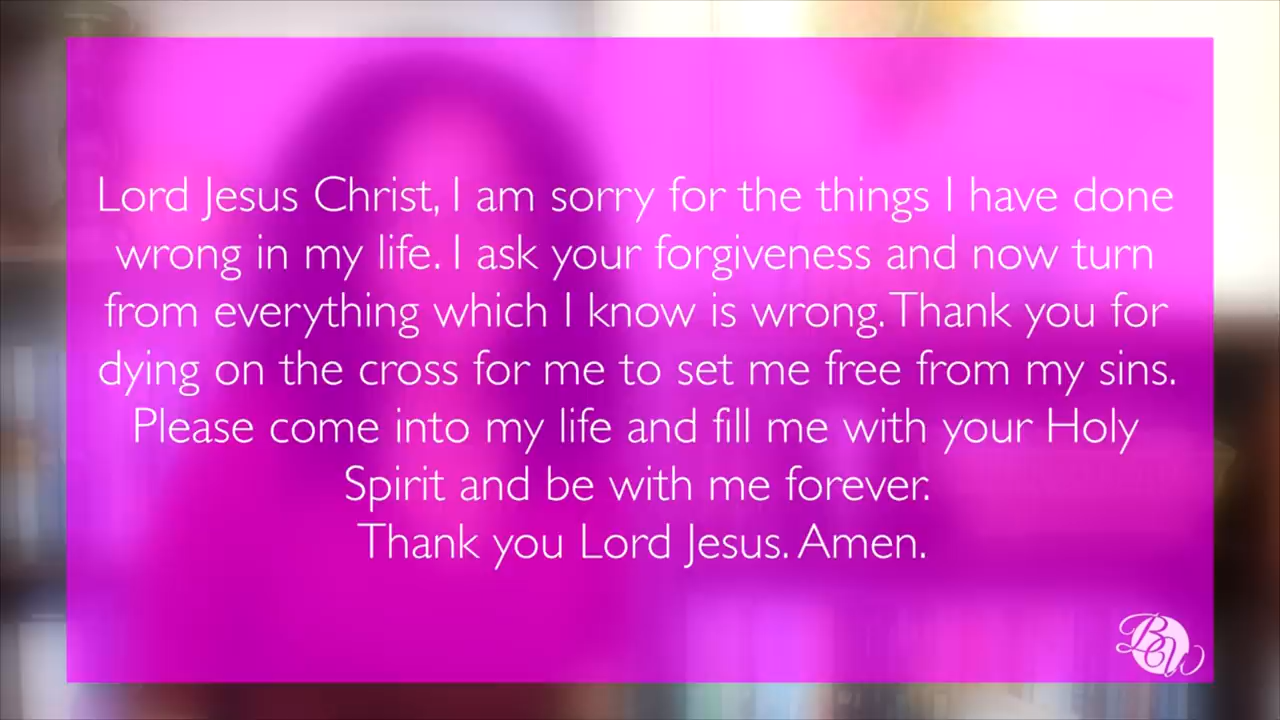 Lord Jesus Christ, I am sorry for the things I have done
wrong in my life. I ask your forgiveness and now turn
from everything which I know is wrong. Thank you for
dying on the cross for me to set me free from my sins.
Please come into my life and fill me with your Holy
Spirit and be with me forever.
Thank you Lord Jesus. Amen.
BCW